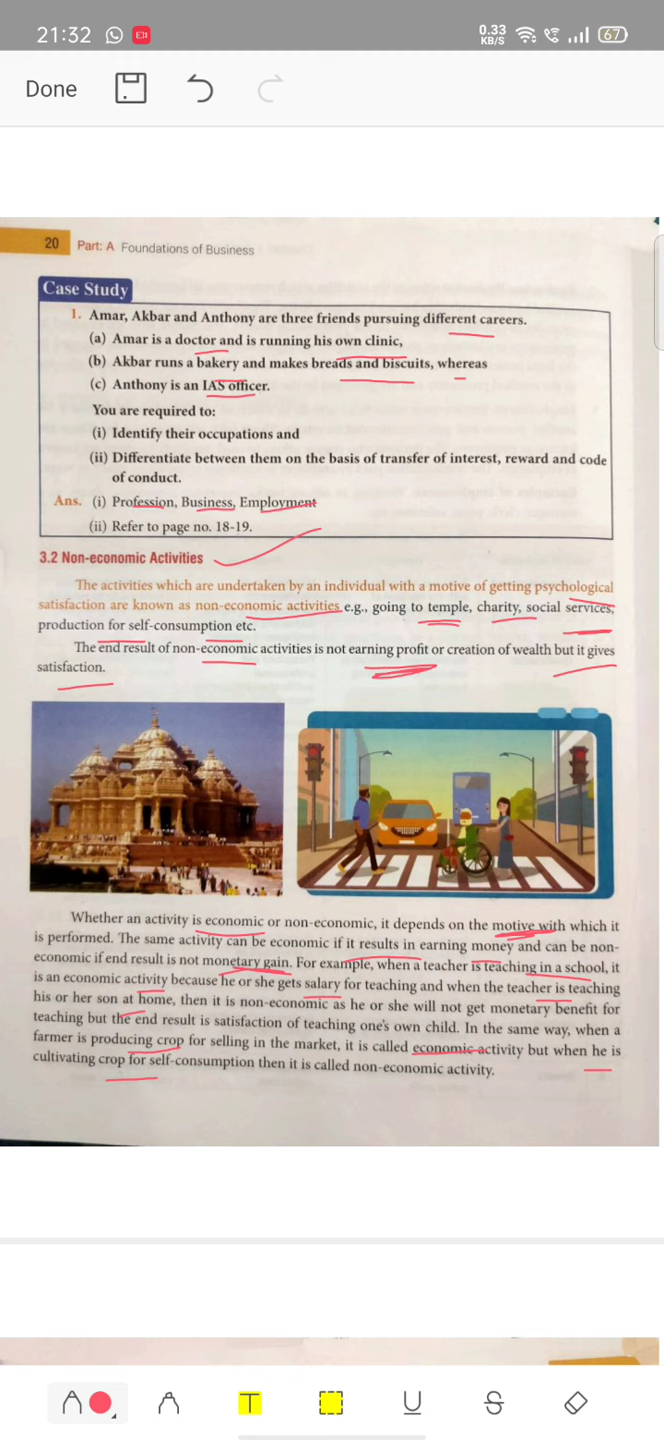 21:32
0.33
KB/S
67
Done
20 Part: A Foundations of Business
Case Study
1. Amar, Akbar and Anthony are three friends pursuing different careers.
(a) Amar is a doctor and is running his own clinic,
(b) Akbar runs a bakery and makes breads and biscuits, whereas
(c) Anthony is an IAS officer.
You are required to:
(i) Identify their occupations and
(ii) Differentiate between them on the basis of transfer of interest, reward and code
of conduct.
Ans. (i) Profession, Business, Employment
(ii) Refer to page no. 18-19.
3.2 Non-economic Activities
The activities which are undertaken by an individual with a motive of getting psychological
satisfaction are known as non-economic activities e.g., going to temple, charity, social services,
production for self-consumption etc.
The end result of non-economic activities is not earning profit or creation of wealth but it gives
satisfaction.
Whether an activity is economic or non-economic, it depends on the motive with which it
is performed. The same activity can be economic if it results in earning money and can be non-
economic if end result is not monetary gain. For example, when a teacher is teaching in a school, it
is an economic activity because he or she gets salary for teaching and when the teacher is teaching
his or her son at home, then it is non-economic as he or she will not get monetary benefit for
teaching but the end result is satisfaction of teaching one's own child. In the same way, when a
farmer is producing crop for selling in the market, it is called economic activity but when he is
cultivating crop for self-consumption then it is called non-economic activity.
T
U
S